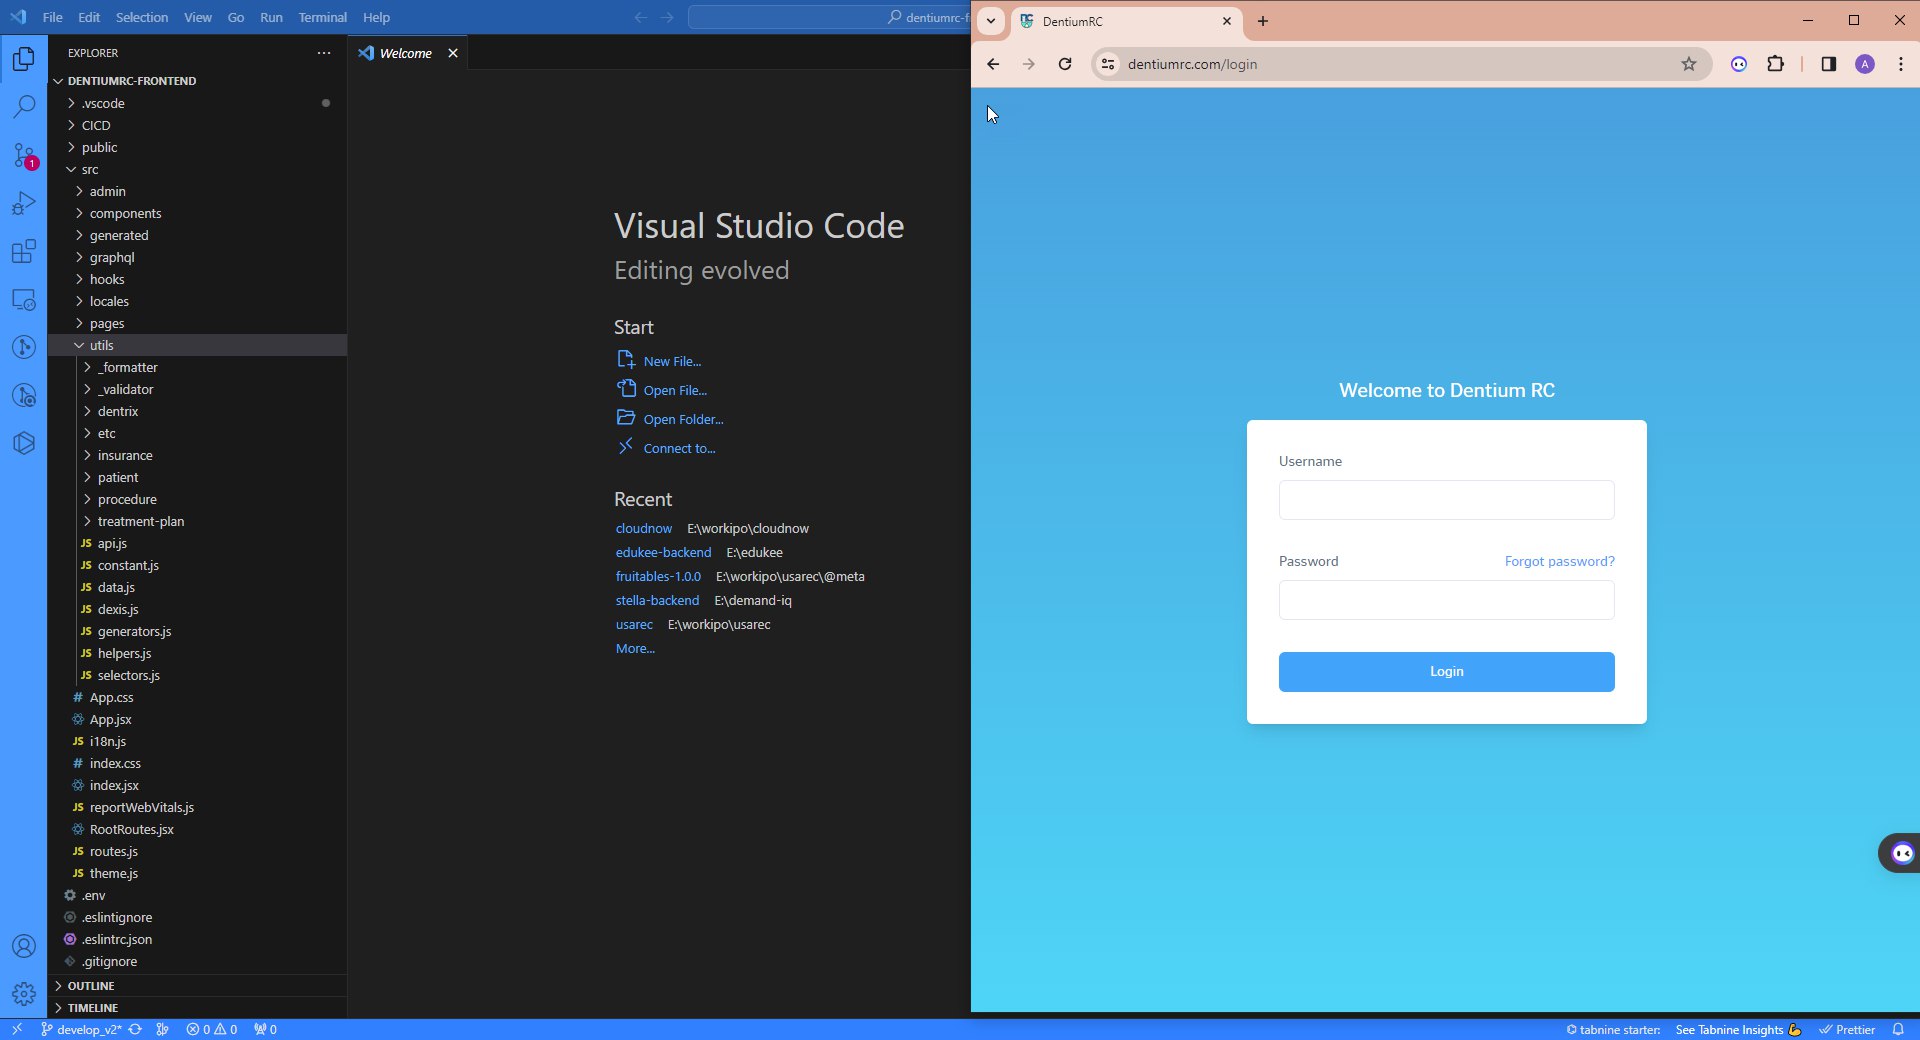 File Edit Selection View Go Run Terminal Help
dentiumrc-f
EXPLORER
DENTIUMRC-FRONTEND
.vscode
CICD
public
src
admin
components
generated
graphql
hooks
locales
pages
utils
_formatter
_validator
dentrix
etc
insurance
patient
procedure
treatment-plan
JS api.js
JS constant.js
JS data.js
JS dexis.js
JS generators.js
JS helpers.js
JS selectors.js
# App.css
App.jsx
JS i18n.js
# index.css
index.jsx
JS reportWebVitals.js
RootRoutes.jsx
JS routes.js
JS theme.js
.env
.eslintignore
.eslintrc.json
.gitignore
OUTLINE
TIMELINE
1
Welcome
Visual Studio Code
Editing evolved
Start
New File...
Open File...
Open Folder...
Connect to...
Recent
cloudnow E:\workipo\cloudnow
edukee-backend E:\edukee
fruitables-1.0.0 E:\workipo\usarec\@meta
stella-backend E:\demand-iq
usarec E:\workipo\usarec
More...
DentiumRC
dentiumrc.com/login
A
Welcome to Dentium RC
Username
Password Forgot password?
Login
develop_v2* 0 0 0
tabnine starter: See Tabnine Insights 💪 Prettier